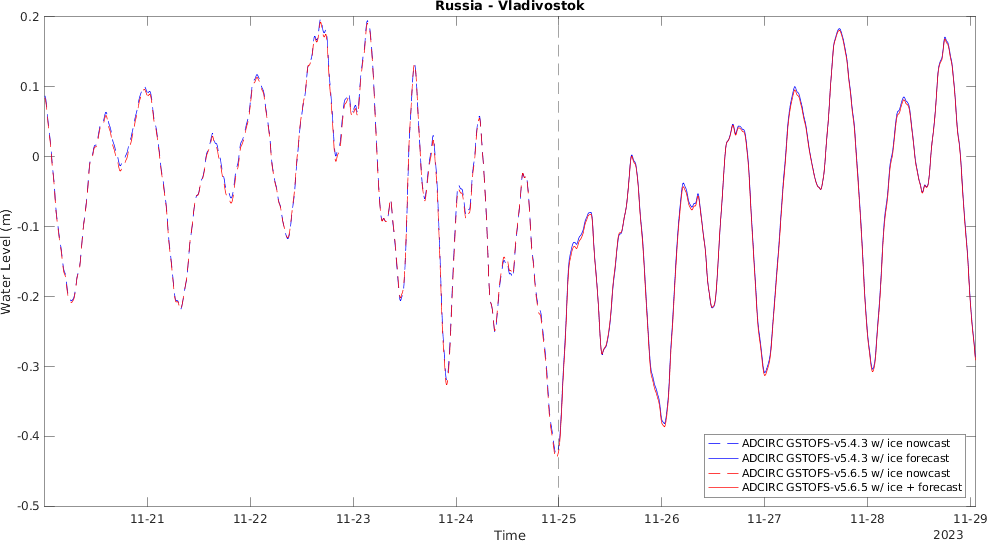 Russia - Vladivostok
0.2
0.1
0
-0.1
-0.2
-0.3
-0.4
-0.5
Water Level (m)
ADCIRC GSTOFS-v5.4.3 w/ ice nowcast
ADCIRC GSTOFS-v5.4.3 w/ ice forecast
ADCIRC GSTOFS-v5.6.5 w/ ice nowcast
ADCIRC GSTOFS-v5.6.5 w/ ice + forecast
11-21 11-22 11-23 11-24 11-25 11-26 11-27 11-28 11-29
Time
2023